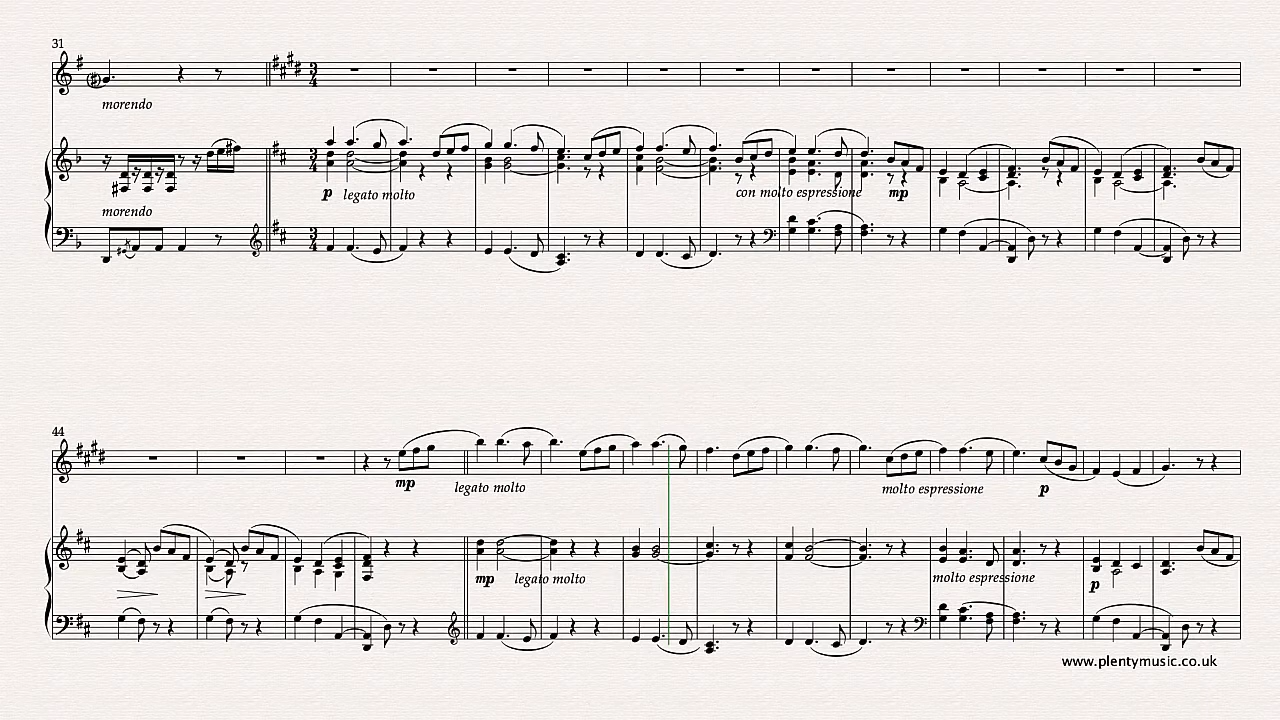 31
morendo
morendo
p legato molto
con molto espressione mp
44
mp legato molto
molto espressione p
mp legato molto
molto espressione p
www.plentymusic.co.uk